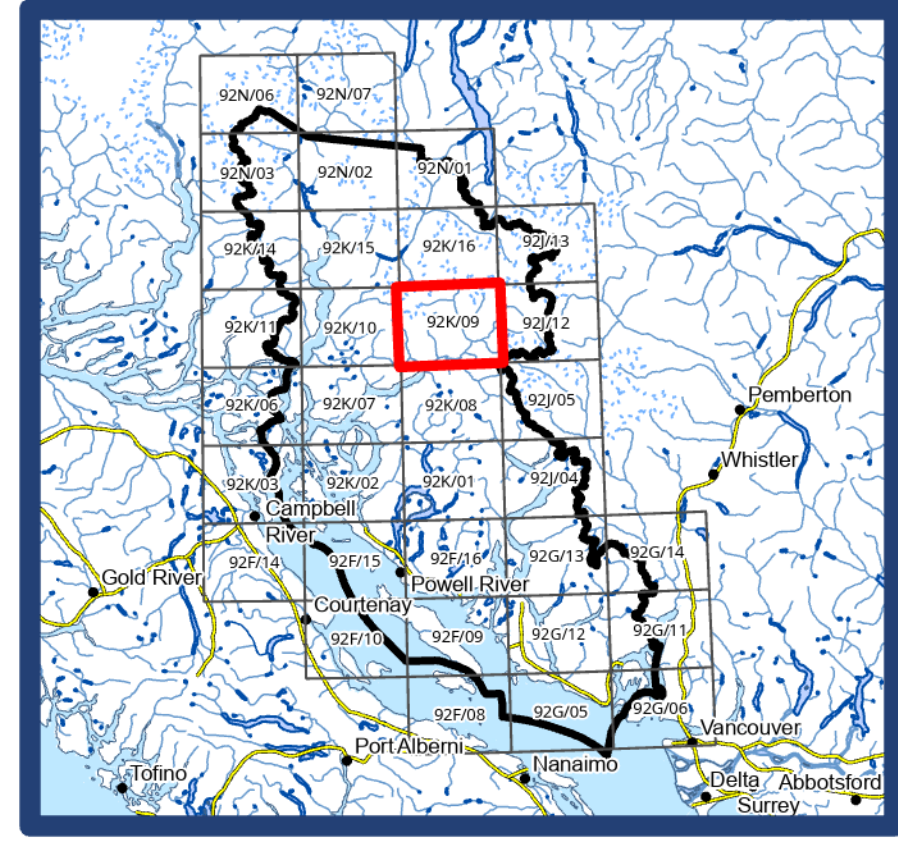 92N/06
92N/07
92N/03
92N/02
92N/01
92K/14
92K/15
92K/16
92J/13
92K/11
92K/10
92K/09
92J/12
92K/06
92K/07
92K/08
92J/05
Pemberton
Whistler
92K/03
92K/02
92K/01
92J/04
Campbell
River
92F/14
92F/15
92F/16
92G/13
92G/14
Gold River
Powell River
Courtenay
92F/10
92F/09
92G/12
92G/11
92F/08
92G/05
92G/06
Vancouver
Port Alberni
Nanaimo
Tofino
Delta
Abbotsford
Surrey